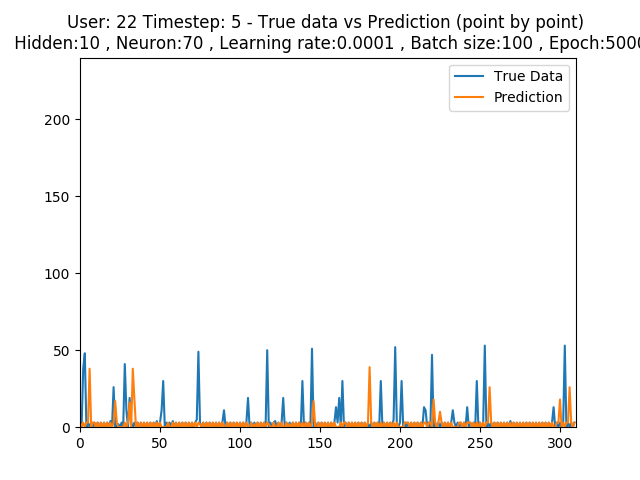 User: 22 Timestep: 5 - True data vs Prediction (point by point)
Hidden:10 , Neuron:70 , Learning rate:0.0001 , Batch size:100 , Epoch:5000
True Data
Prediction
200
150
100
50
0
0 50 100 150 200 250 300